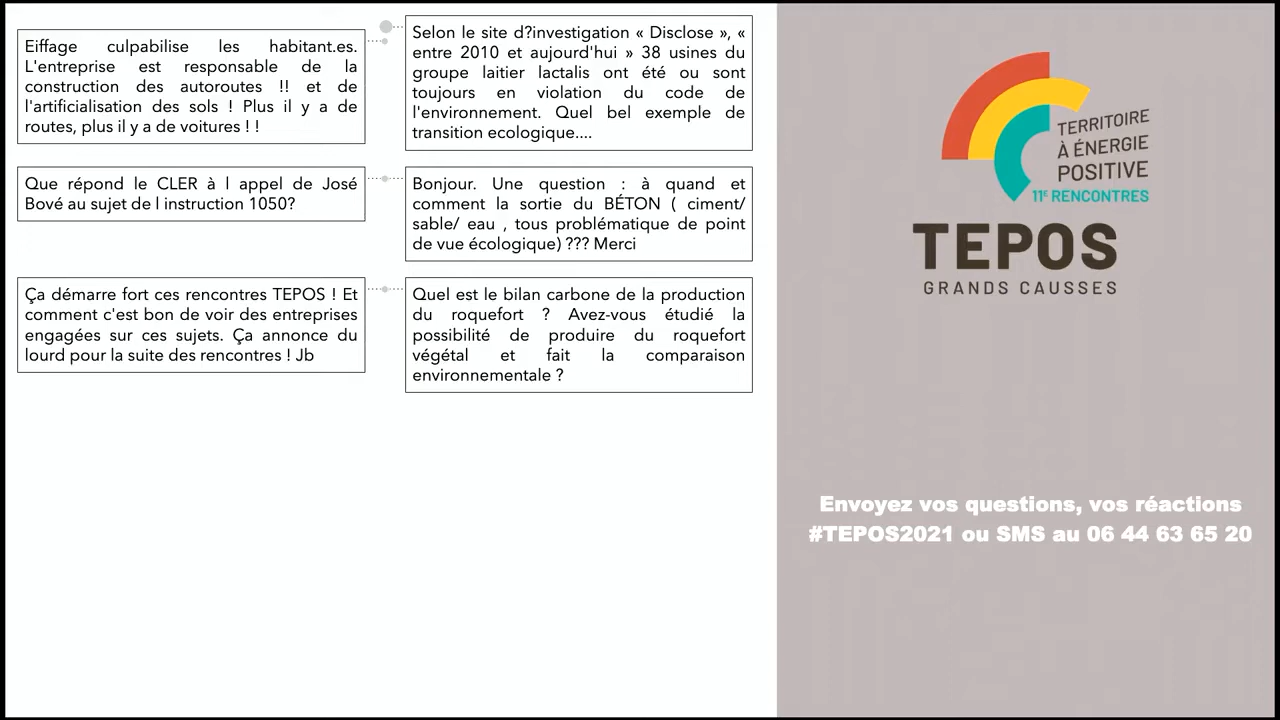 Eiffage culpabilise les habitant.es.
L'entreprise est responsable de la
construction des autoroutes !! et de
l'artificialisation des sols ! Plus il y a de
routes, plus il y a de voitures ! !
Selon le site d?investigation « Disclose », «
entre 2010 et aujourd'hui » 38 usines du
groupe laitier lactalis ont été ou sont
toujours en violation du code de
l'environnement. Quel bel exemple de
transition ecologique....
Que répond le CLER à l appel de José
Bové au sujet de l instruction 1050?
Bonjour. Une question : à quand et
comment la sortie du BÉTON ( ciment/
sable/ eau , tous problématique de point
de vue écologique) ??? Merci
Ça démarre fort ces rencontres TEPOS ! Et
comment c'est bon de voir des entreprises
engagées sur ces sujets. Ça annonce du
lourd pour la suite des rencontres ! Jb
Quel est le bilan carbone de la production
du roquefort ? Avez-vous étudié la
possibilité de produire du roquefort
végétal et fait la comparaison
environnementale ?
TERRITOIRE
À ÉNERGIE
POSITIVE
11E RENCONTRES
TEPOS
GRANDS CAUSSES
Envoyez vos questions, vos réactions
#TEPOS2021 ou SMS au 06 44 63 65 20